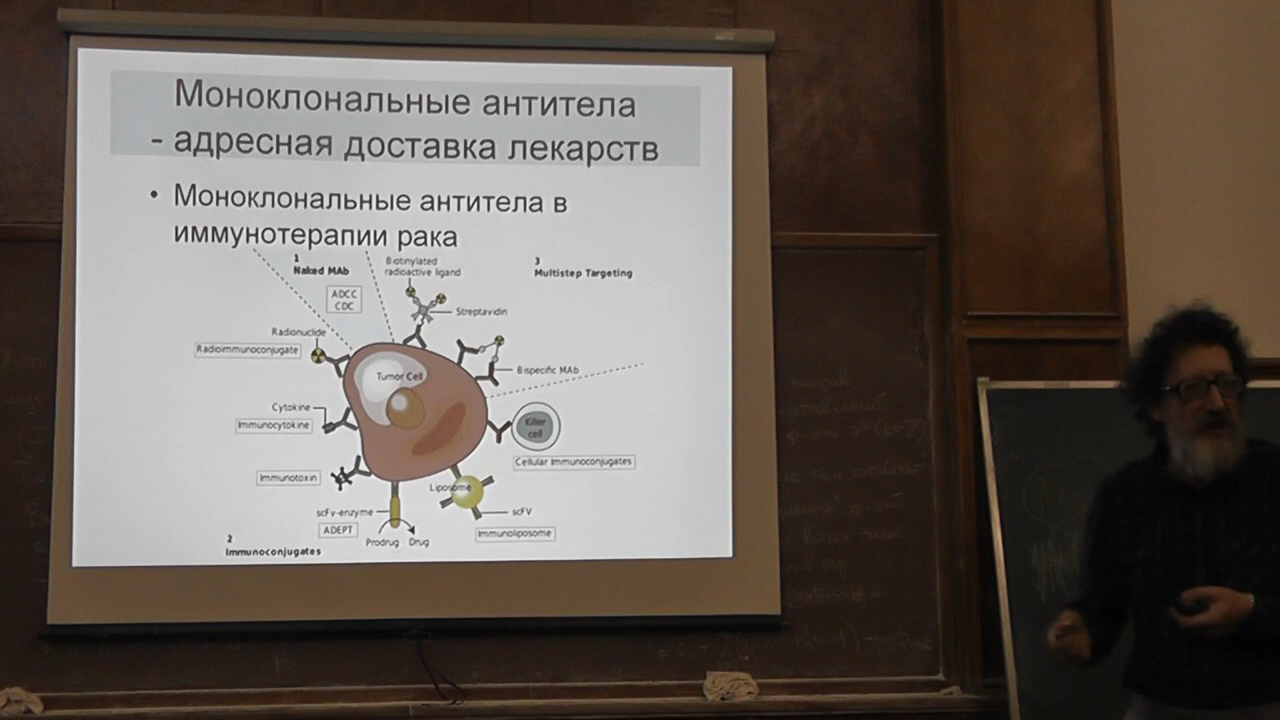 Моноклональные антитела
- адресная доставка лекарств
• Моноклональные антитела в
иммунотерапии рака
1
Naked MAb
ADCC
CDC
Biotinylated
radioactive ligand
3
Multistep Targeting
Streptavidin
Radionuclide
Radioimmunoconjugate
Tumor Cell
Bispecific MAb
Cytokine
Immunocytokine
Killer
cell
Cellular Immunoconjugates
Immunotoxin
Liposome
scFv-enzyme
ADEPT
scFV
Immunoliposome
Prodrug Drug
2
Immunoconjugates